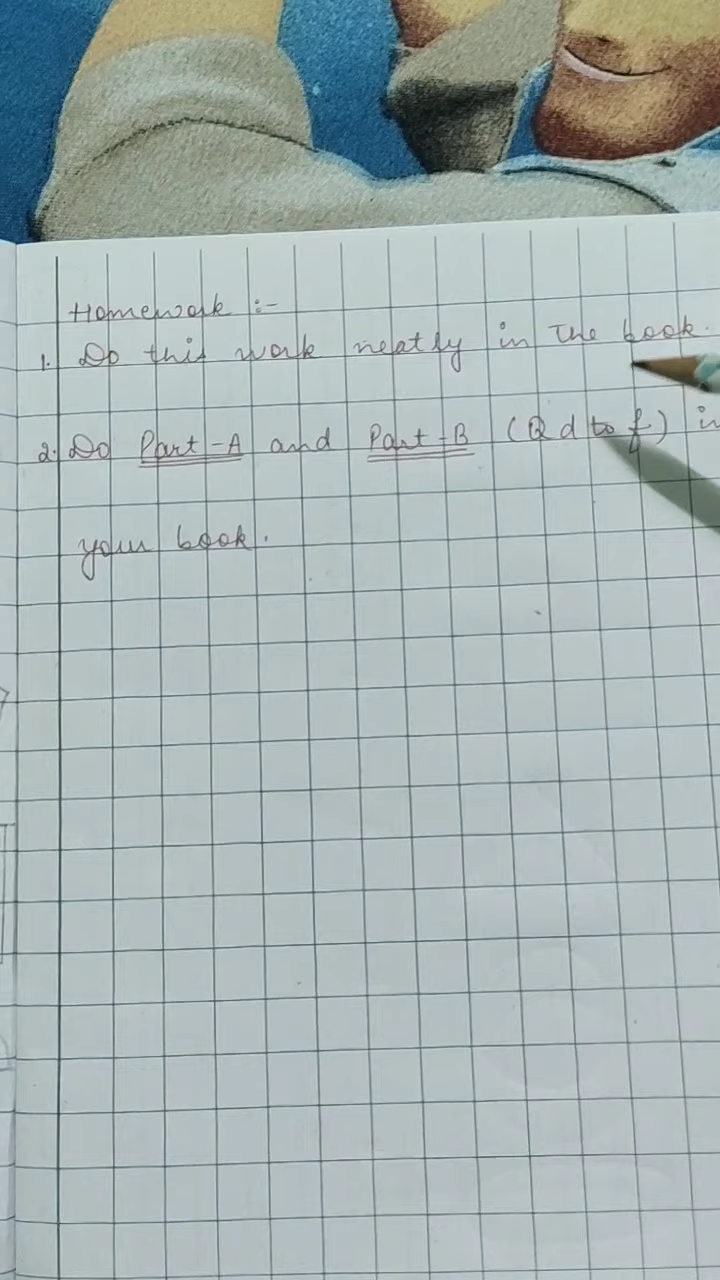 Homework :-
1. Do this work neatly in the book.
2. Do Part-A and Part-B (Q d to f) in
your book.